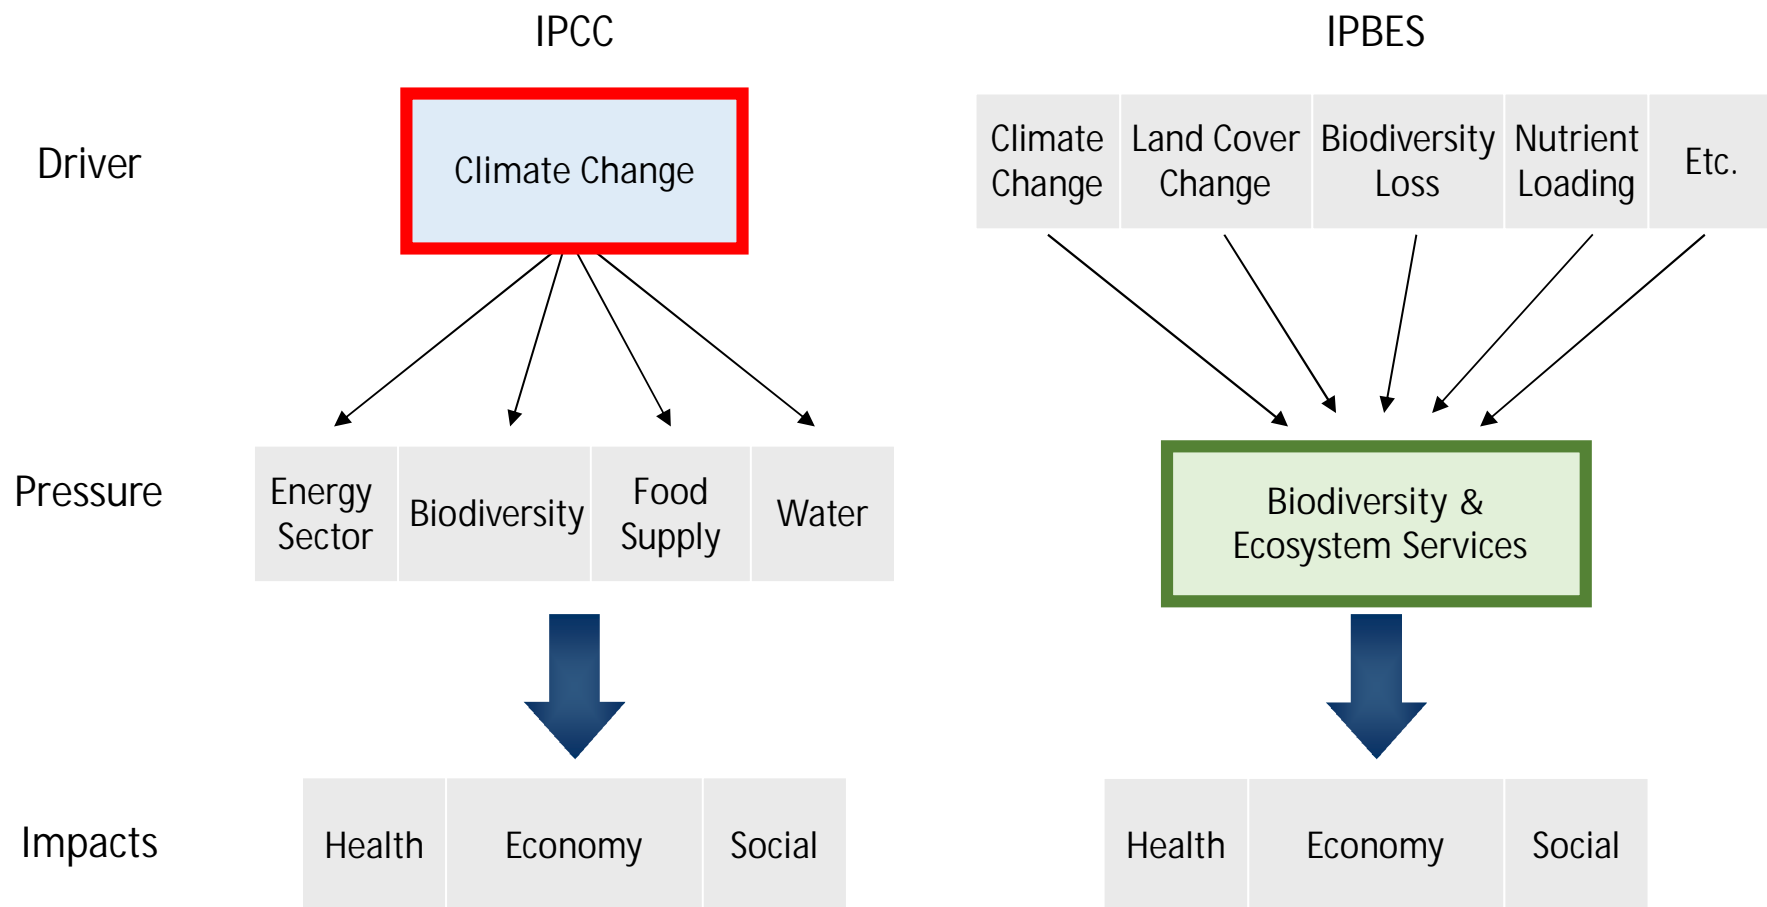 IPCC
IPBES
Driver
Climate Change
Climate
Change
Land Cover
Change
Biodiversity
Loss
Nutrient
Loading
Etc.
Pressure
Energy
Sector
Biodiversity
Food
Supply
Water
Biodiversity &
Ecosystem Services
Impacts
Health
Economy
Social
Health
Economy
Social